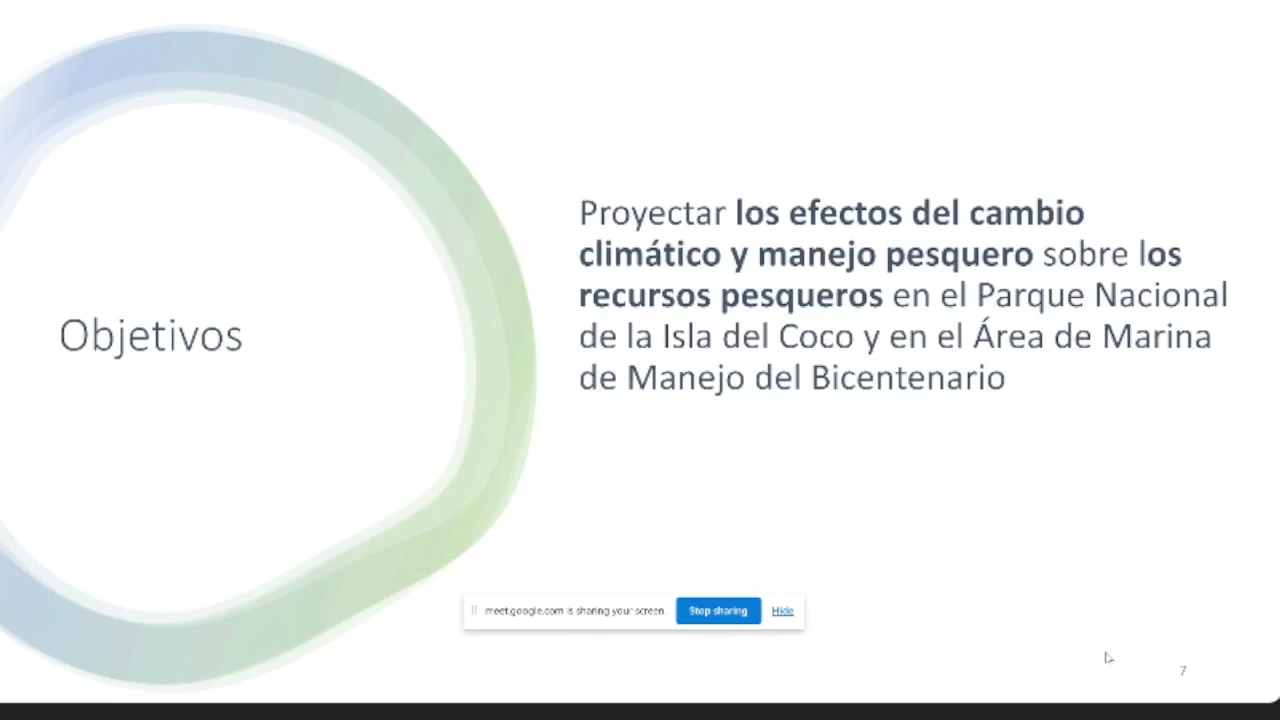 Objetivos
Proyectar los efectos del cambio
climático y manejo pesquero sobre los
recursos pesqueros en el Parque Nacional
de la Isla del Coco y en el Área de Marina
de Manejo del Bicentenario
meet.google.com is sharing your screen. Stop sharing Hide
7